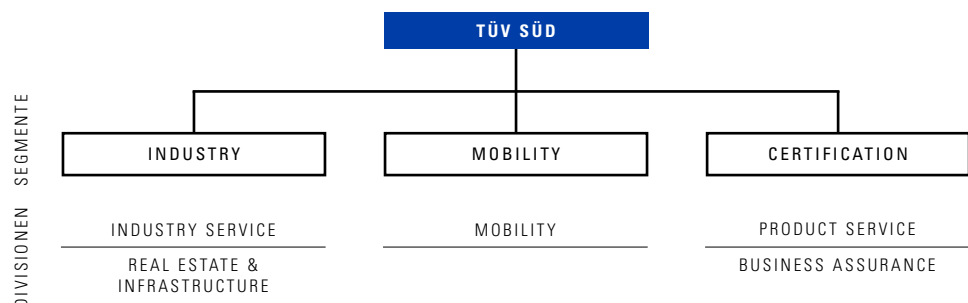 TÜV SÜD
SEGMENTE
INDUSTRY
MOBILITY
CERTIFICATION
DIVISIONEN
INDUSTRY SERVICE
MOBILITY
PRODUCT SERVICE
REAL ESTATE &
INFRASTRUCTURE
BUSINESS ASSURANCE